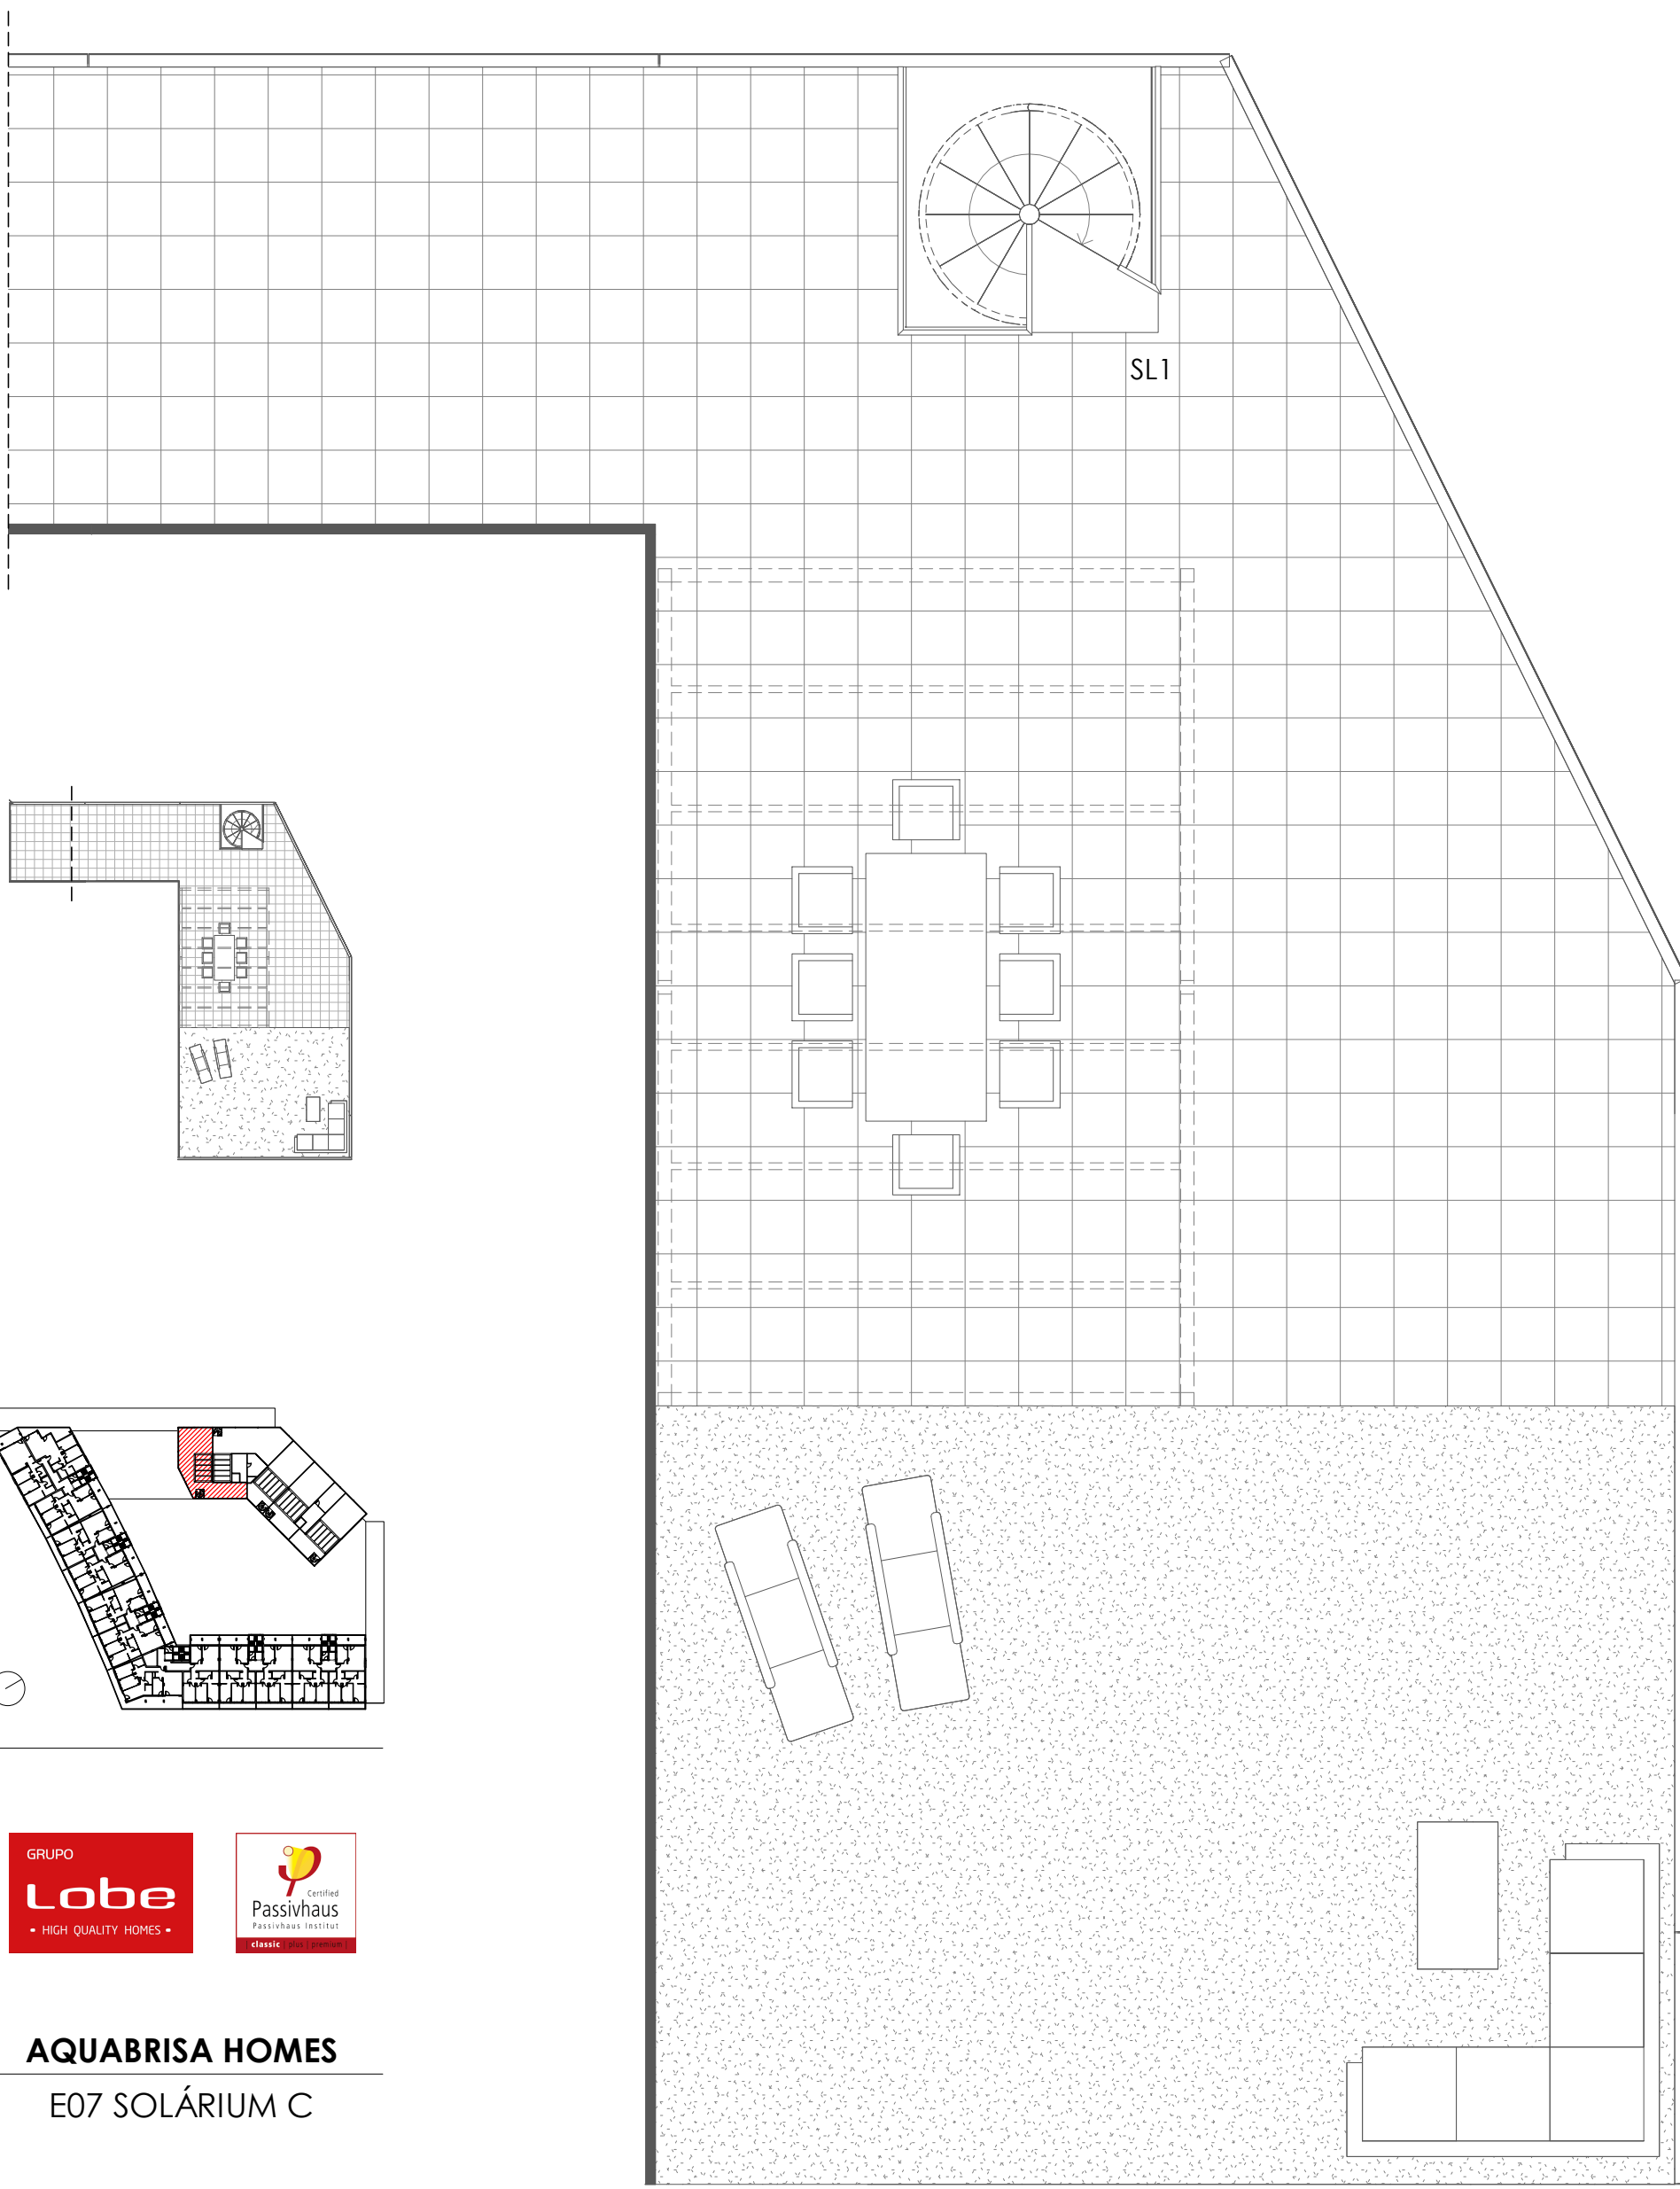 SL1
GRUPO
Lobe
• HIGH QUALITY HOMES •
Certified
Passivhaus
Passivhaus Institut
| classic | plus | premium |
AQUABRISA HOMES
E07 SOLÁRIUM C